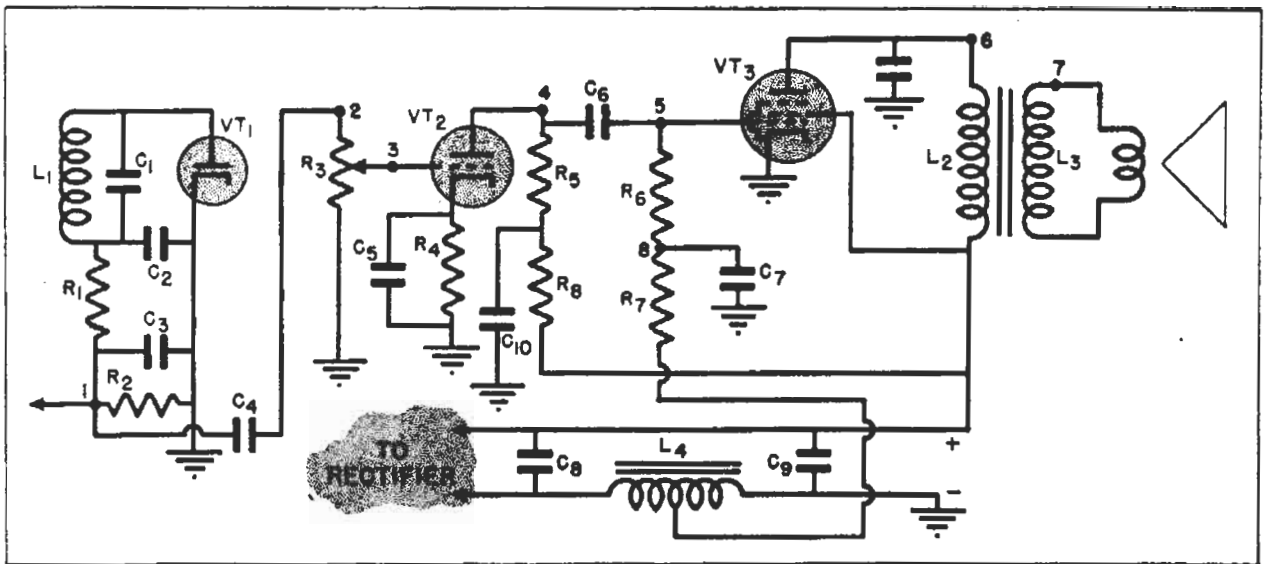 VT1
L1
C1
C2
R1
C3
R2
1
C4
2
R3
3
VT2
4
C6
5
R5
C5
R4
R8
C10
R6
8
C7
R7
VT3
6
7
L2
L3
TO
RECTIFIER
C8
L4
C9
+
-